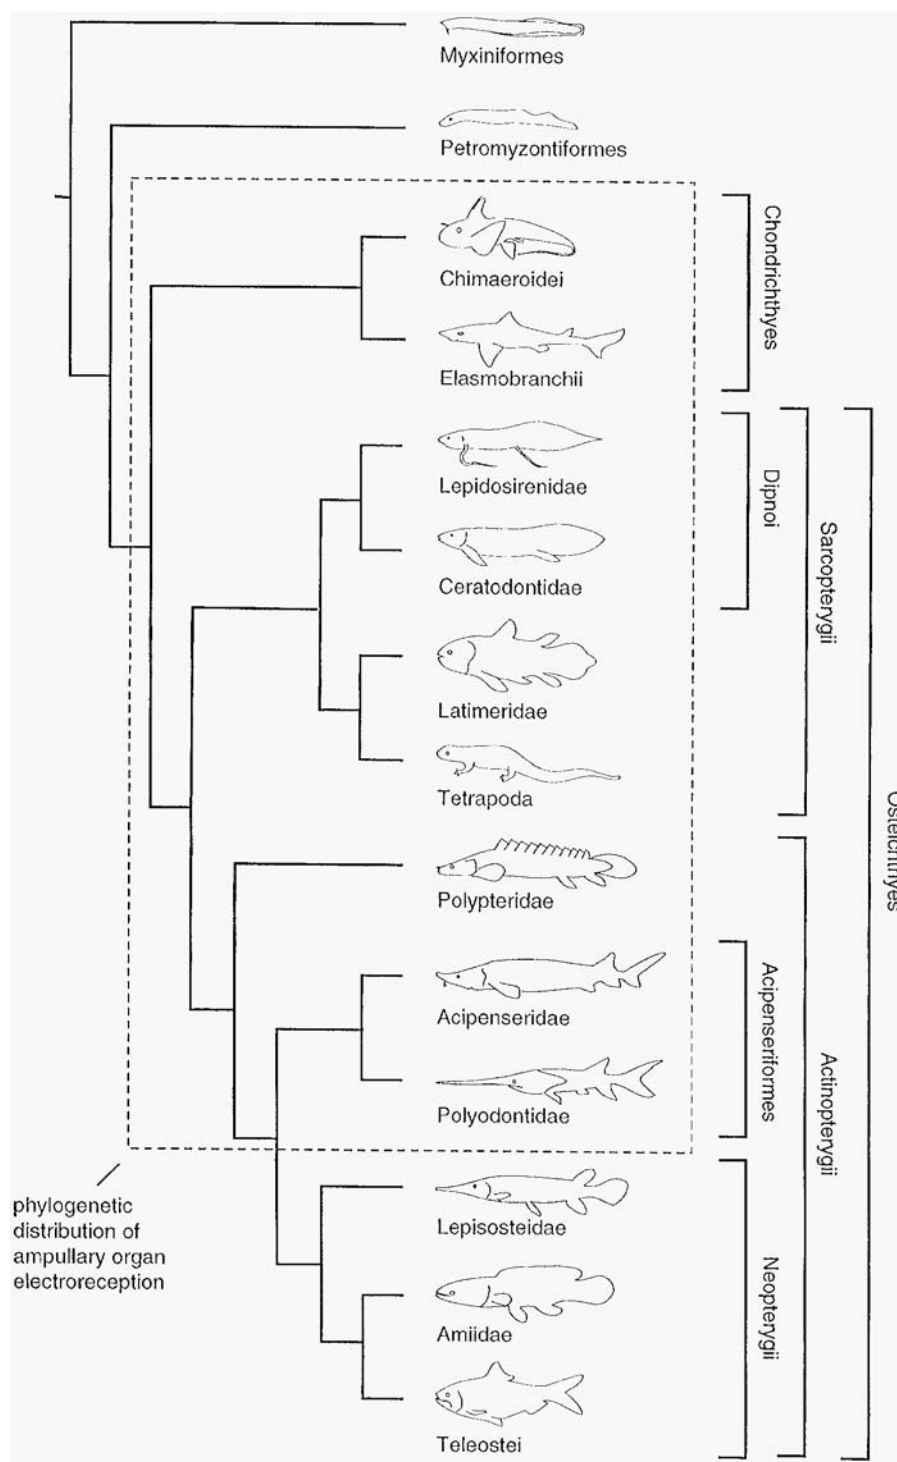 Myxiniformes
Petromyzontiformes
Chimaeroidei
Elasmobranchii
Chondrichthyes
Lepidosirenidae
Ceratodontidae
Dipnoi
Latimeridae
Tetrapoda
Sarcopterygii
Osteichthyes
Polypteridae
Acipenseridae
Polyodontidae
Acipenseriformes
Actinopterygii
phylogenetic
distribution of
ampullary organ
electroreception
Lepisosteidae
Amiidae
Teleostei
Neopterygii